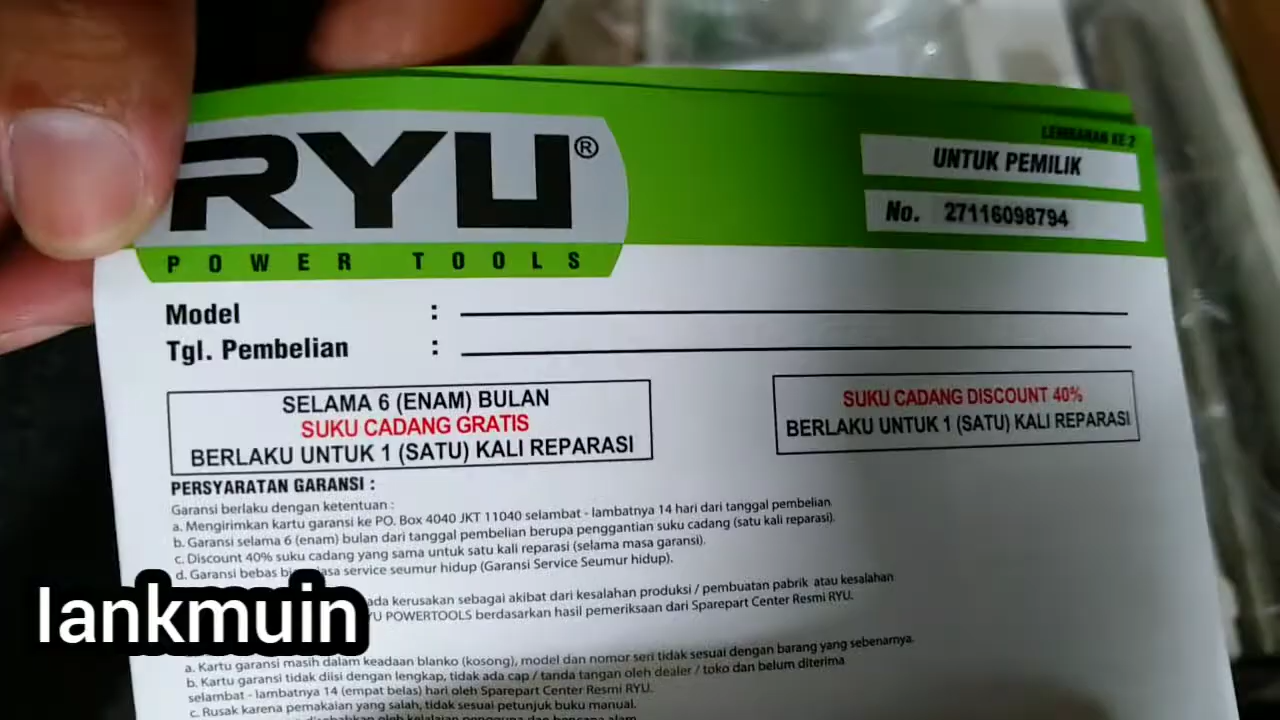 RYU®
POWER TOOLS
LEMBARAN KE 2
UNTUK PEMILIK
No. 27116098794
Model :
Tgl. Pembelian :
SELAMA 6 (ENAM) BULAN
SUKU CADANG GRATIS
BERLAKU UNTUK 1 (SATU) KALI REPARASI
SUKU CADANG DISCOUNT 40%
BERLAKU UNTUK 1 (SATU) KALI REPARASI
PERSYARATAN GARANSI :
Garansi berlaku dengan ketentuan :
a. Mengirimkan kartu garansi ke PO. Box 4040 JKT 11040 selambat - lambatnya 14 hari dari tanggal pembelian
b. Garansi selama 6 (enam) bulan dari tanggal pembelian berupa penggantian suku cadang (satu kali reparasi).
c. Discount 40% suku cadang yang sama untuk satu kali reparasi (selama masa garansi).
d. Garansi bebas service seumur hidup (Garansi Service Seumur hidup).
kerusakan sebagai akibat dari kesalahan produksi / pembuatan pabrik atau kesalahan
POWERTOOLS berdasarkan hasil pemeriksaan dari Sparepart Center Resmi RYU.
Iankmuin
a. Kartu garansi masih dalam keadaan blanko (kosong), model dan nomor seri tidak sesuai dengan barang yang sebenarnya.
b. Kartu garansi tidak diisi dengan lengkap, tidak ada cap / tanda tangan oleh dealer / toko dan belum diterima
selambat - lambatnya 14 (empat belas) hari oleh Sparepart Center Resmi RYU.
c. Rusak karena pemakaian yang salah, tidak sesuai petunjuk buku manual.